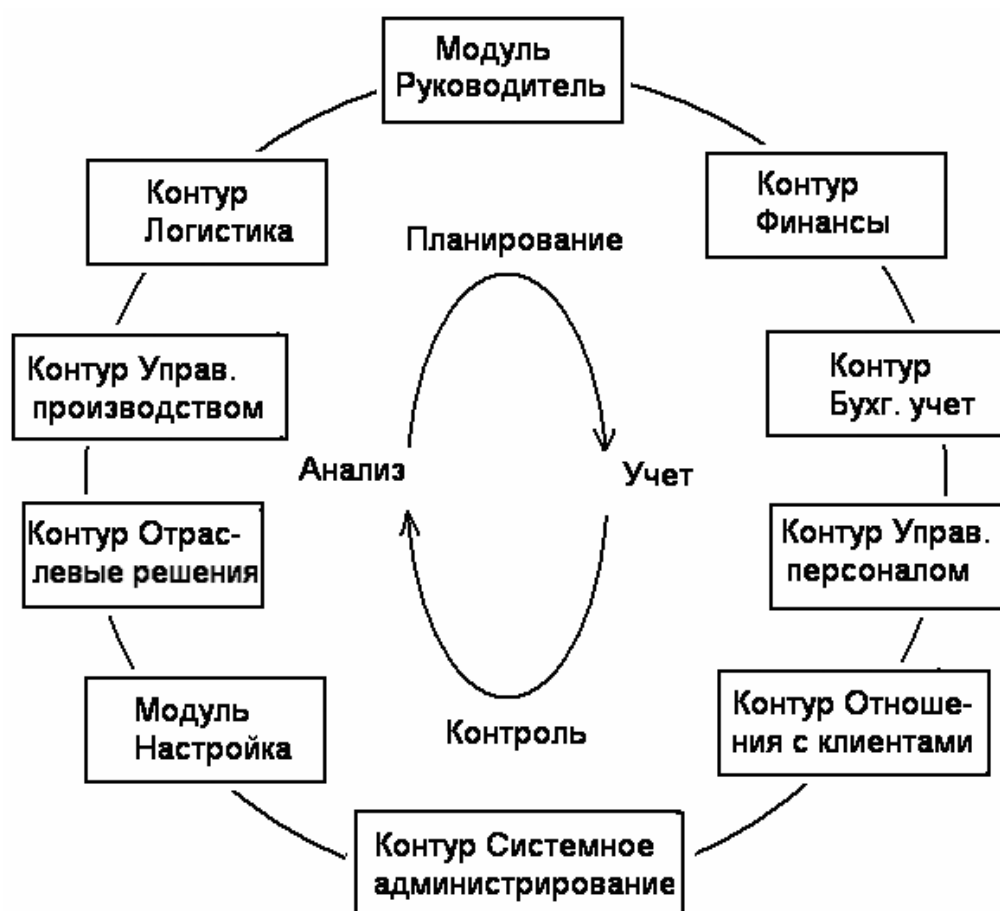 Модуль
Руководитель
Контур
Логистика
Контур
Финансы
Планирование
Контур Управ.
производством
Контур
Бухг. учет
Анализ
Учет
Контур Отрас-
левые решения
Контур Управ.
персоналом
Модуль
Настройка
Контроль
Контур Отноше-
ния с клиентами
Контур Системное
администрирование